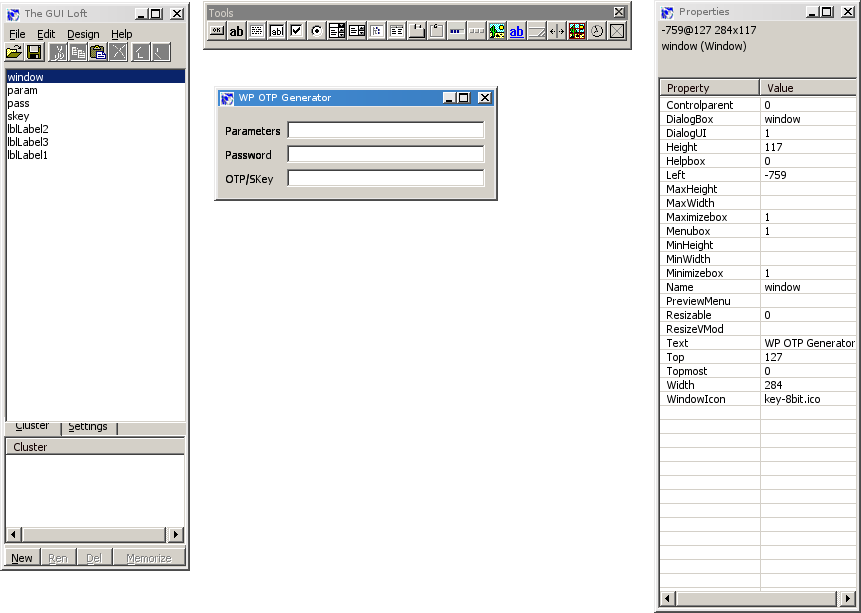 The GUI Loft
File Edit Design Help
window
param
pass
skey
lblLabel2
lblLabel3
lblLabel1
Cluster Settings
Cluster
New Ren Del Memorize
Tools
OK ab ab ab
WP OTP Generator
Parameters
Password
OTP/SKey
Properties
-759@127 284x117
window (Window)
Property Value
Controlparent 0
DialogBox window
DialogUI 1
Height 117
Helpbox 0
Left -759
MaxHeight
MaxWidth
Maximizebox 1
Menubox 1
MinHeight
MinWidth
Minimizebox 1
Name window
PreviewMenu
Resizable 0
ResizeVMod
Text WP OTP Generator
Top 127
Topmost 0
Width 284
WindowIcon key-8bit.ico